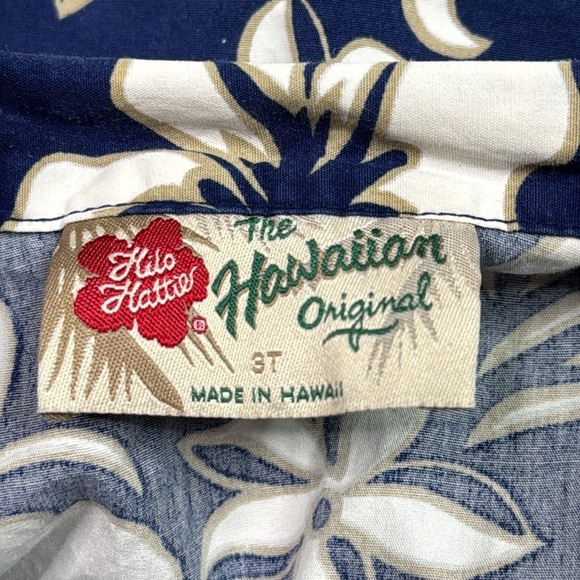 Hilo
Hattie
The
Hawaiian
Original
3T
MADE IN HAWAII